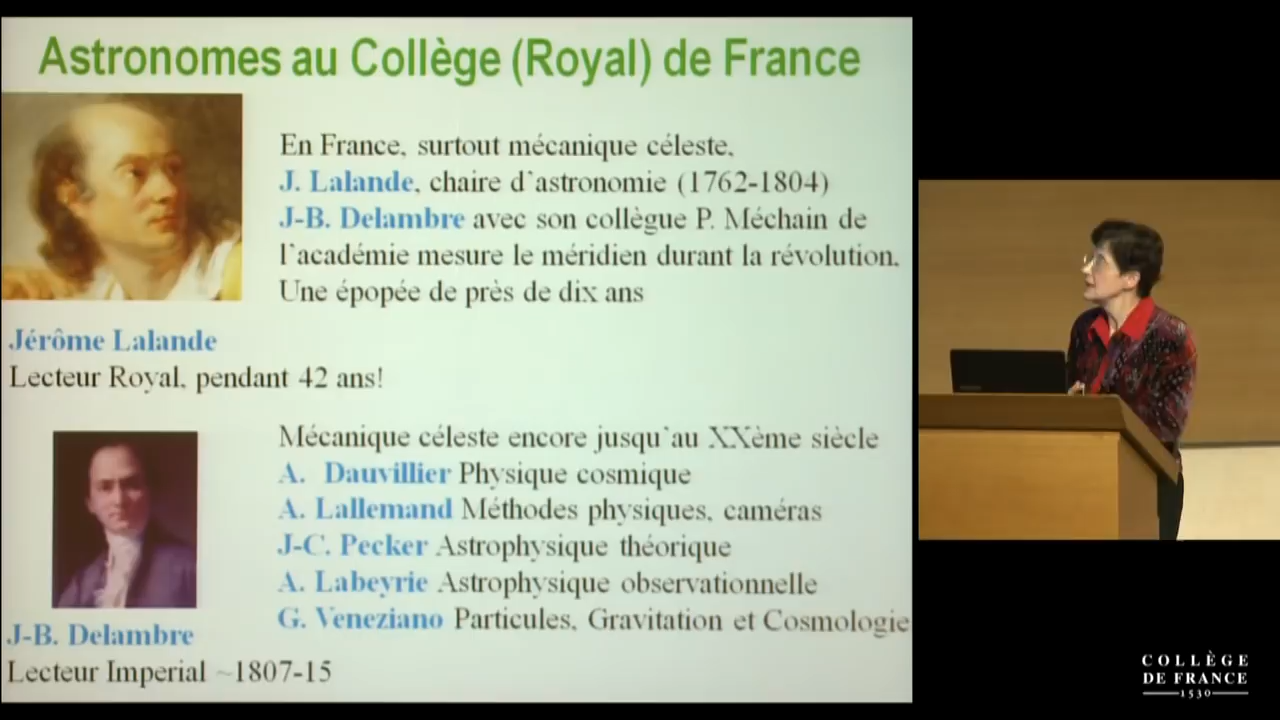 Astronomes au Collège (Royal) de France
En France, surtout mécanique céleste,
J. Lalande, chaire d`astronomie (1762-1804)
J-B. Delambre avec son collègue P. Méchain de
l`académie mesure le méridien durant la révolution.
Une épopée de près de dix ans
Jérôme Lalande
Lecteur Royal, pendant 42 ans!
Mécanique céleste encore jusqu`au XXème siècle
A. Dauvillier Physique cosmique
A. Lallemand Méthodes physiques, caméras
J-C. Pecker Astrophysique théorique
A. Labeyrie Astrophysique observationnelle
G. Veneziano Particules, Gravitation et Cosmologie
J-B. Delambre
Lecteur Imperial ~1807-15
COLLÈGE
DE FRANCE
1530